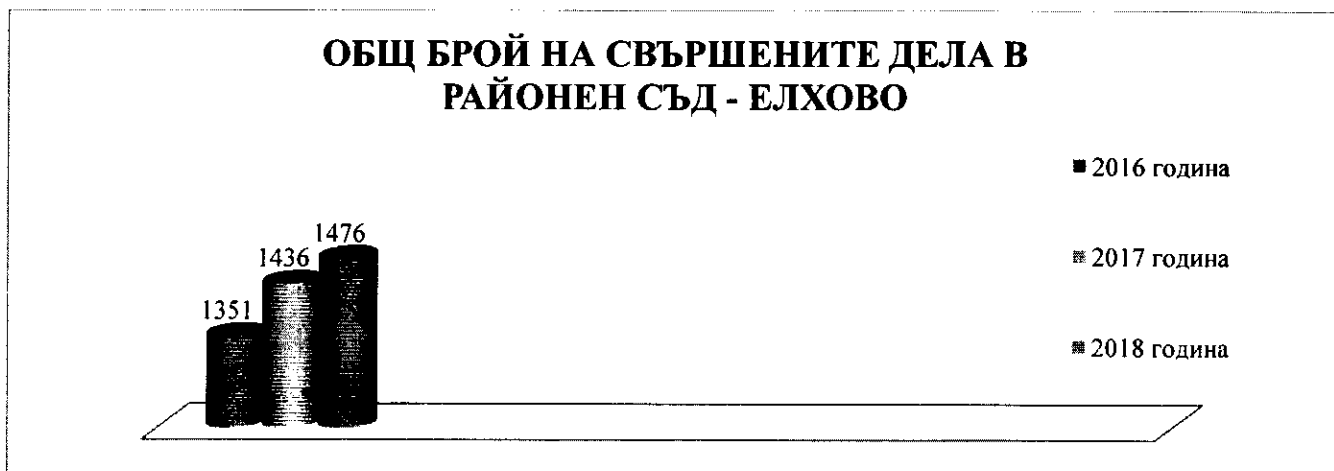 ОБЩ БРОЙ НА СВЪРШЕНИТЕ ДЕЛА В
РАЙОНЕН СЪД - ЕЛХОВО
2016 година
1476
1436
2017 година
1351
2018 година